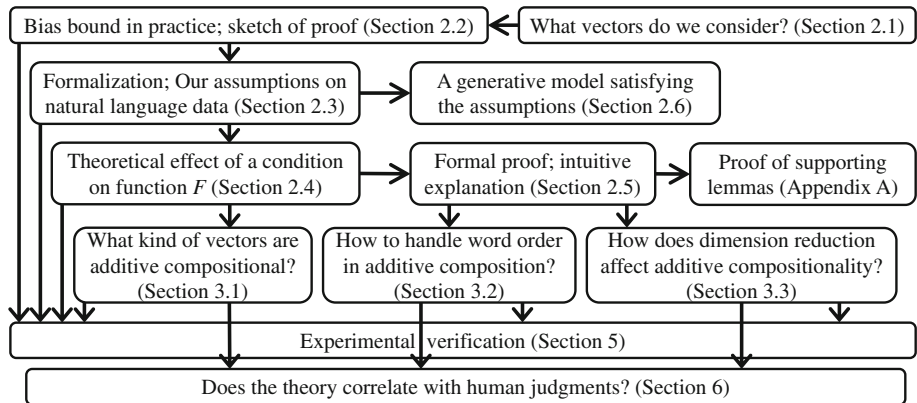 Bias bound in practice; sketch of proof (Section 2.2)
What vectors do we consider? (Section 2.1)
Formalization; Our assumptions on
natural language data (Section 2.3)
A generative model satisfying
the assumptions (Section 2.6)
Theoretical effect of a condition
on function F (Section 2.4)
Formal proof; intuitive
explanation (Section 2.5)
Proof of supporting
lemmas (Appendix A)
What kind of vectors are
additive compositional?
(Section 3.1)
How to handle word order
in additive composition?
(Section 3.2)
How does dimension reduction
affect additive compositionality?
(Section 3.3)
Experimental verification (Section 5)
Does the theory correlate with human judgments? (Section 6)